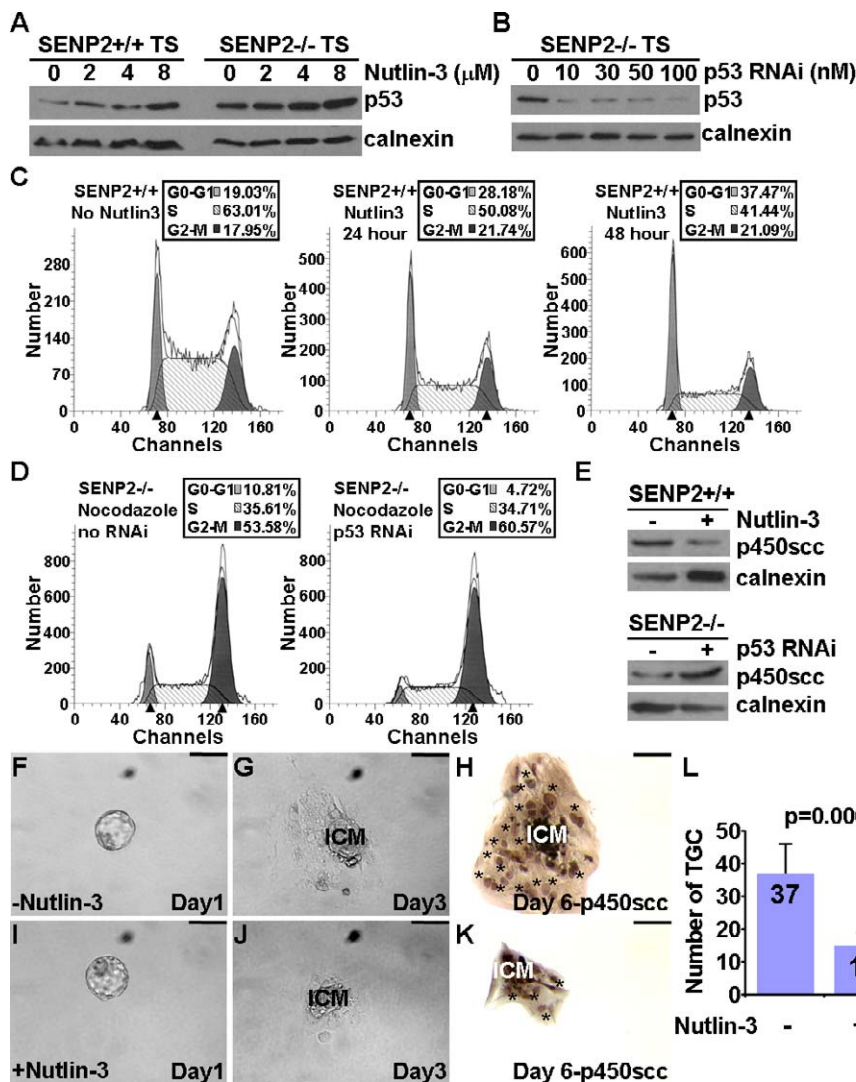 A
SENP2+/+ TS SENP2-/- TS
0 2 4 8 0 2 4 8 Nutlin-3 (μM)
p53
calnexin
B
SENP2-/- TS
0 10 30 50 100 p53 RNAi (nM)
p53
calnexin
C
SENP2+/+
No Nutlin3
G0-G1 19.03%
S 63.01%
G2-M 17.95%
Number
280
210
140
70
0
0 40 80 120 160
Channels
SENP2+/+
Nutlin3
24 hour
G0-G1 28.18%
S 50.08%
G2-M 21.74%
Number
500
400
300
200
100
0
0 40 80 120 160
Channels
SENP2+/+
Nutlin3
48 hour
G0-G1 37.47%
S 41.44%
G2-M 21.09%
Number
600
500
400
300
200
100
0
0 40 80 120 160
Channels
D
SENP2-/-
Nocodazole
no RNAi
G0-G1 10.81%
S 35.61%
G2-M 53.58%
Number
800
600
400
200
0
0 40 80 120 160
Channels
SENP2-/-
Nocodazole
p53 RNAi
G0-G1 4.72%
S 34.71%
G2-M 60.57%
Number
800
600
400
200
0
0 40 80 120 160
Channels
E
SENP2+/+
- + Nutlin-3
p450scc
calnexin
SENP2-/-
- + p53 RNAi
p450scc
calnexin
F
-Nutlin-3 Day1
G
ICM
Day3
H
ICM
Day 6-p450scc
I
+Nutlin-3 Day1
J
ICM
Day3
K
ICM
Day 6-p450scc
L
Number of TGC
50
40
30
20
10
0
37
Nutlin-3 -